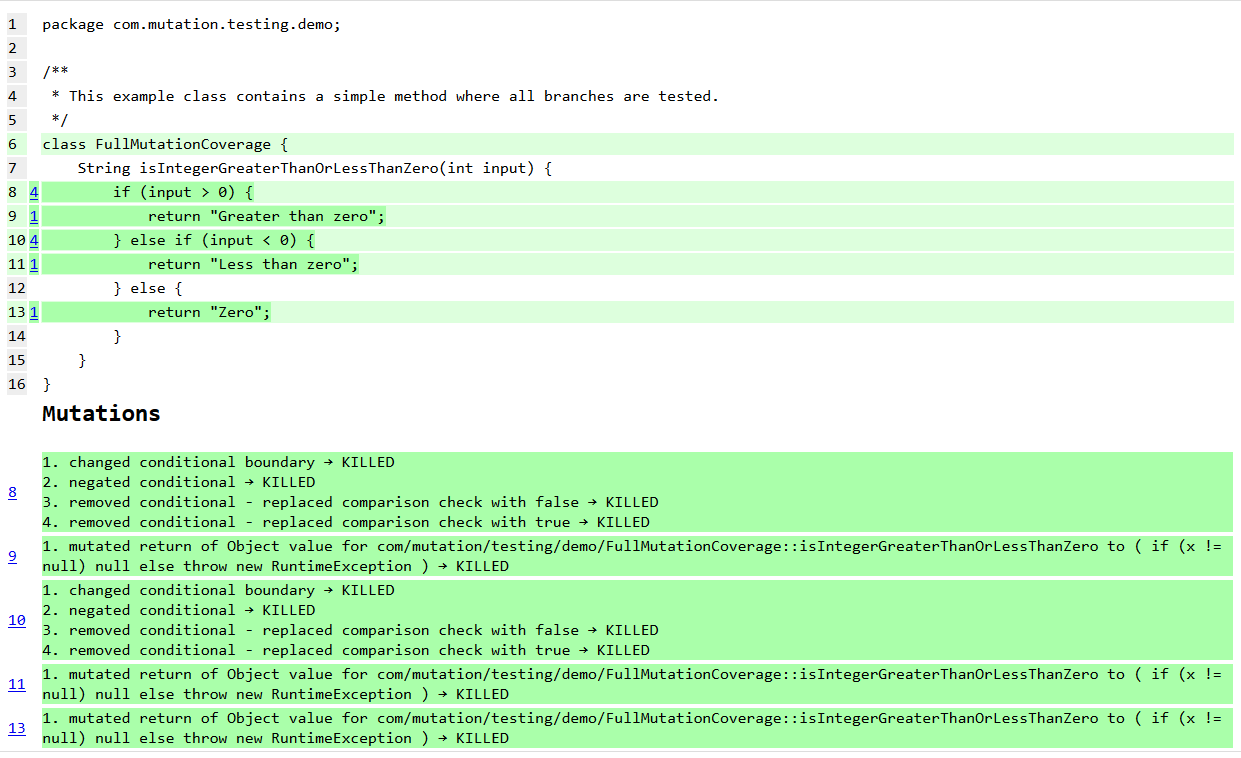 1 package com.mutation.testing.demo;
2
3 /**
4  * This example class contains a simple method where all branches are tested.
5  */
6 class FullMutationCoverage {
7     String isIntegerGreaterThanOrLessThanZero(int input) {
8 4         if (input > 0) {
9 1             return "Greater than zero";
10 4         } else if (input < 0) {
11 1             return "Less than zero";
12         } else {
13 1             return "Zero";
14         }
15     }
16 }
Mutations
8
1. changed conditional boundary → KILLED
2. negated conditional → KILLED
3. removed conditional - replaced comparison check with false → KILLED
4. removed conditional - replaced comparison check with true → KILLED
9
1. mutated return of Object value for com/mutation/testing/demo/FullMutationCoverage::isIntegerGreaterThanOrLessThanZero to ( if (x !=
null) null else throw new RuntimeException ) → KILLED
10
1. changed conditional boundary → KILLED
2. negated conditional → KILLED
3. removed conditional - replaced comparison check with false → KILLED
4. removed conditional - replaced comparison check with true → KILLED
11
1. mutated return of Object value for com/mutation/testing/demo/FullMutationCoverage::isIntegerGreaterThanOrLessThanZero to ( if (x !=
null) null else throw new RuntimeException ) → KILLED
13
1. mutated return of Object value for com/mutation/testing/demo/FullMutationCoverage::isIntegerGreaterThanOrLessThanZero to ( if (x !=
null) null else throw new RuntimeException ) → KILLED